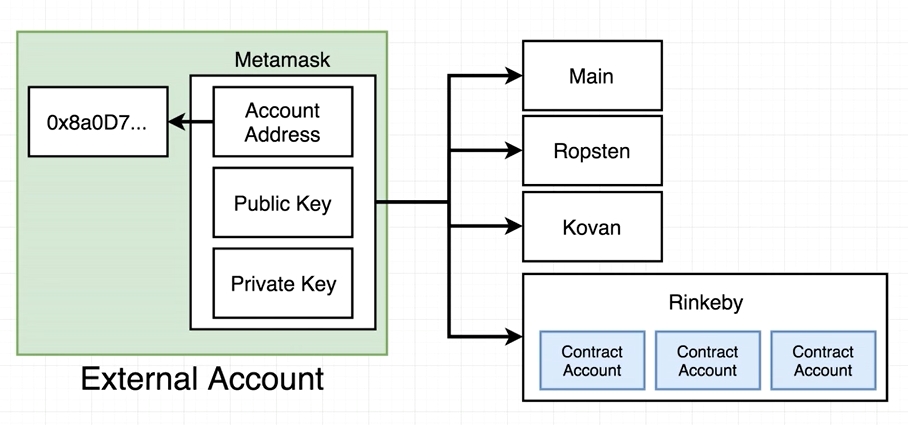 Metamask
0x8a0D7...
Account
Address
Public Key
Private Key
External Account
Main
Ropsten
Kovan
Rinkeby
Contract
Account
Contract
Account
Contract
Account